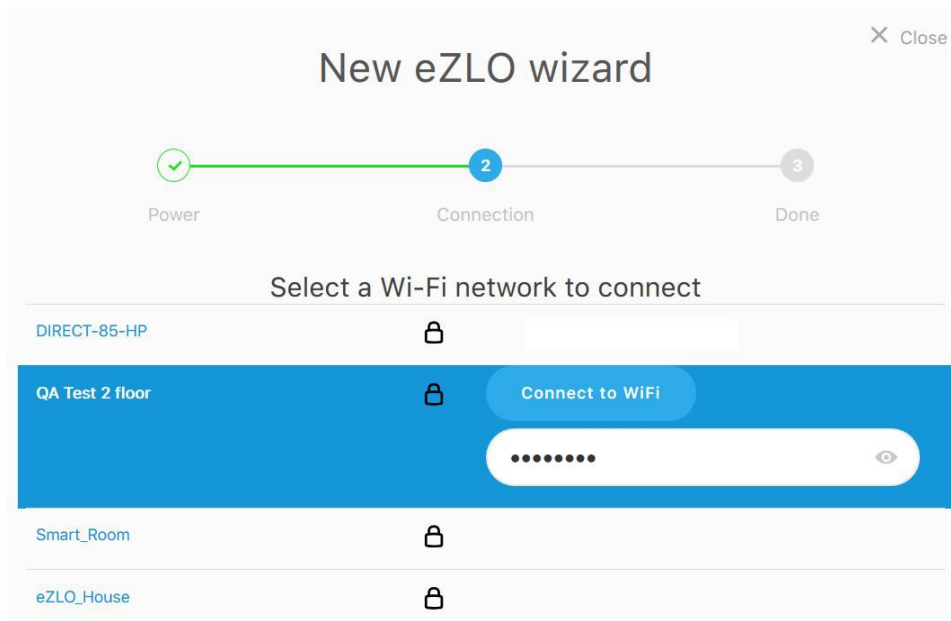 Close
New eZLO wizard
2
3
Power
Connection
Done
Select a Wi-Fi network to connect
DIRECT-85-HP
QA Test 2 floor
Connect to WiFi
••••••••
Smart_Room
eZLO_House